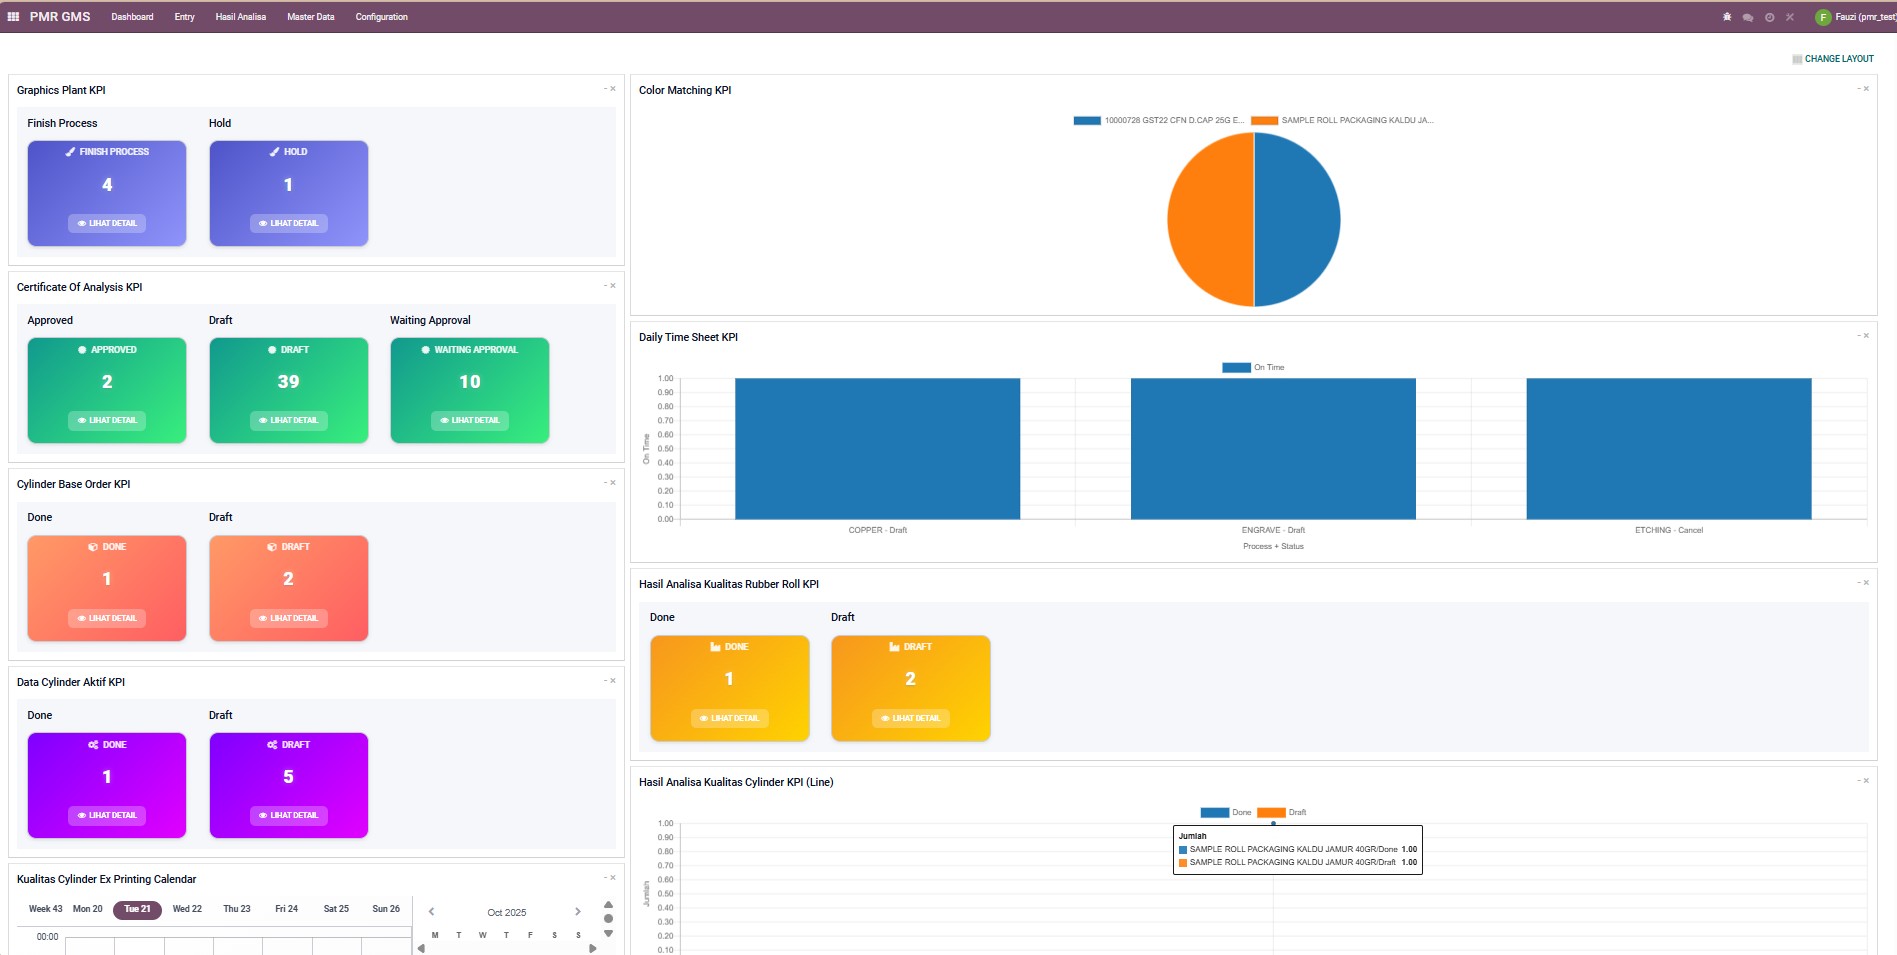 PMR GMS Dashboard Entry Hasil Analisa Master Data Configuration F Fauzi (pmr_test)
CHANGE LAYOUT
Graphics Plant KPI
Finish Process Hold
FINISH PROCESS HOLD
4 1
LIHAT DETAIL LIHAT DETAIL
Certificate Of Analysis KPI
Approved Draft Waiting Approval
APPROVED DRAFT WAITING APPROVAL
2 39 10
LIHAT DETAIL LIHAT DETAIL LIHAT DETAIL
Cylinder Base Order KPI
Done Draft
DONE DRAFT
1 2
LIHAT DETAIL LIHAT DETAIL
Data Cylinder Aktif KPI
Done Draft
DONE DRAFT
1 5
LIHAT DETAIL LIHAT DETAIL
Kualitas Cylinder Ex Printing Calendar
Week 43 Mon 20 Tue 21 Wed 22 Thu 23 Fri 24 Sat 25 Sun 26
00:00
Oct 2025
M T W T F S S
Color Matching KPI
10000728 GST22 CFN D.CAP 25G E... SAMPLE ROLL PACKAGING KALDU JA...
Daily Time Sheet KPI
On Time
1.00
0.90
0.80
0.70
0.60
0.50
0.40
0.30
0.20
0.10
0.00
On Time
COPPER - Draft ENGRAVE - Draft ETCHING - Cancel
Process + Status
Hasil Analisa Kualitas Rubber Roll KPI
Done Draft
DONE DRAFT
1 2
LIHAT DETAIL LIHAT DETAIL
Hasil Analisa Kualitas Cylinder KPI (Line)
Done Draft
1.00
0.90
0.80
0.70
0.60
0.50
0.40
0.30
0.20
0.10
Jumlah
Jumlah
SAMPLE ROLL PACKAGING KALDU JAMUR 40GR/Done 1.00
SAMPLE ROLL PACKAGING KALDU JAMUR 40GR/Draft 1.00